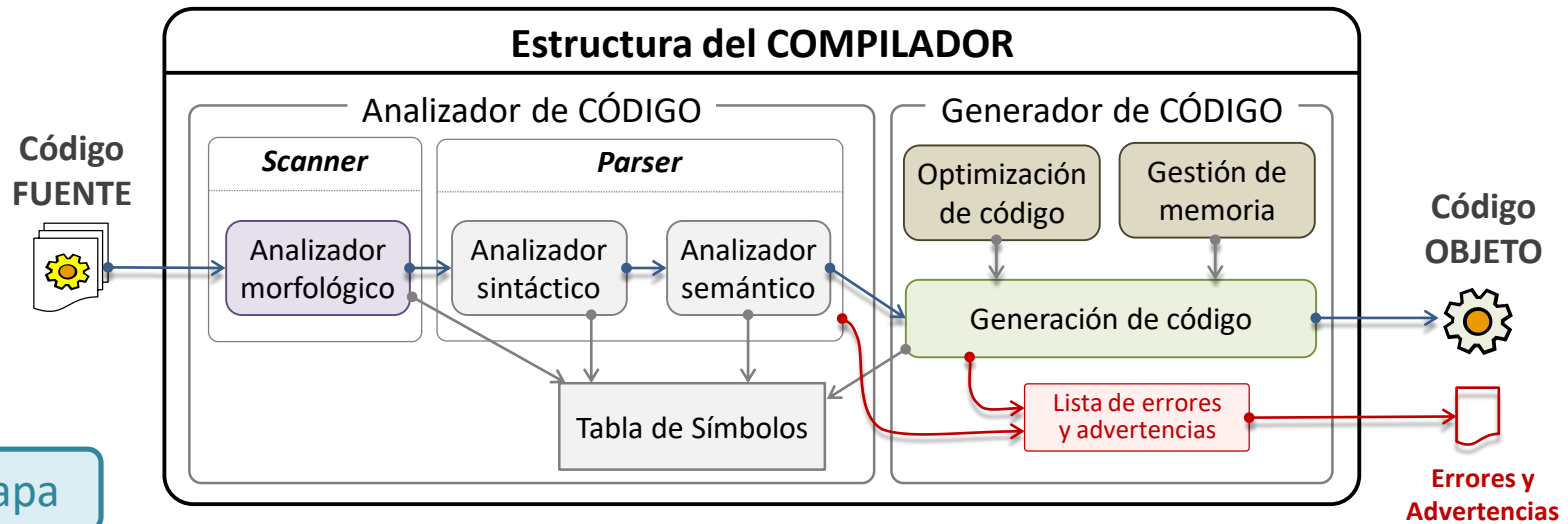 Estructura del COMPILADOR
Analizador de CÓDIGO
Generador de CÓDIGO
Código
FUENTE
Scanner
Parser
Analizador
morfológico
Analizador
sintáctico
Analizador
semántico
Optimización
de código
Gestión de
memoria
Generación de código
Código
OBJETO
Tabla de Símbolos
Lista de errores
y advertencias
Errores y
Advertencias
apa